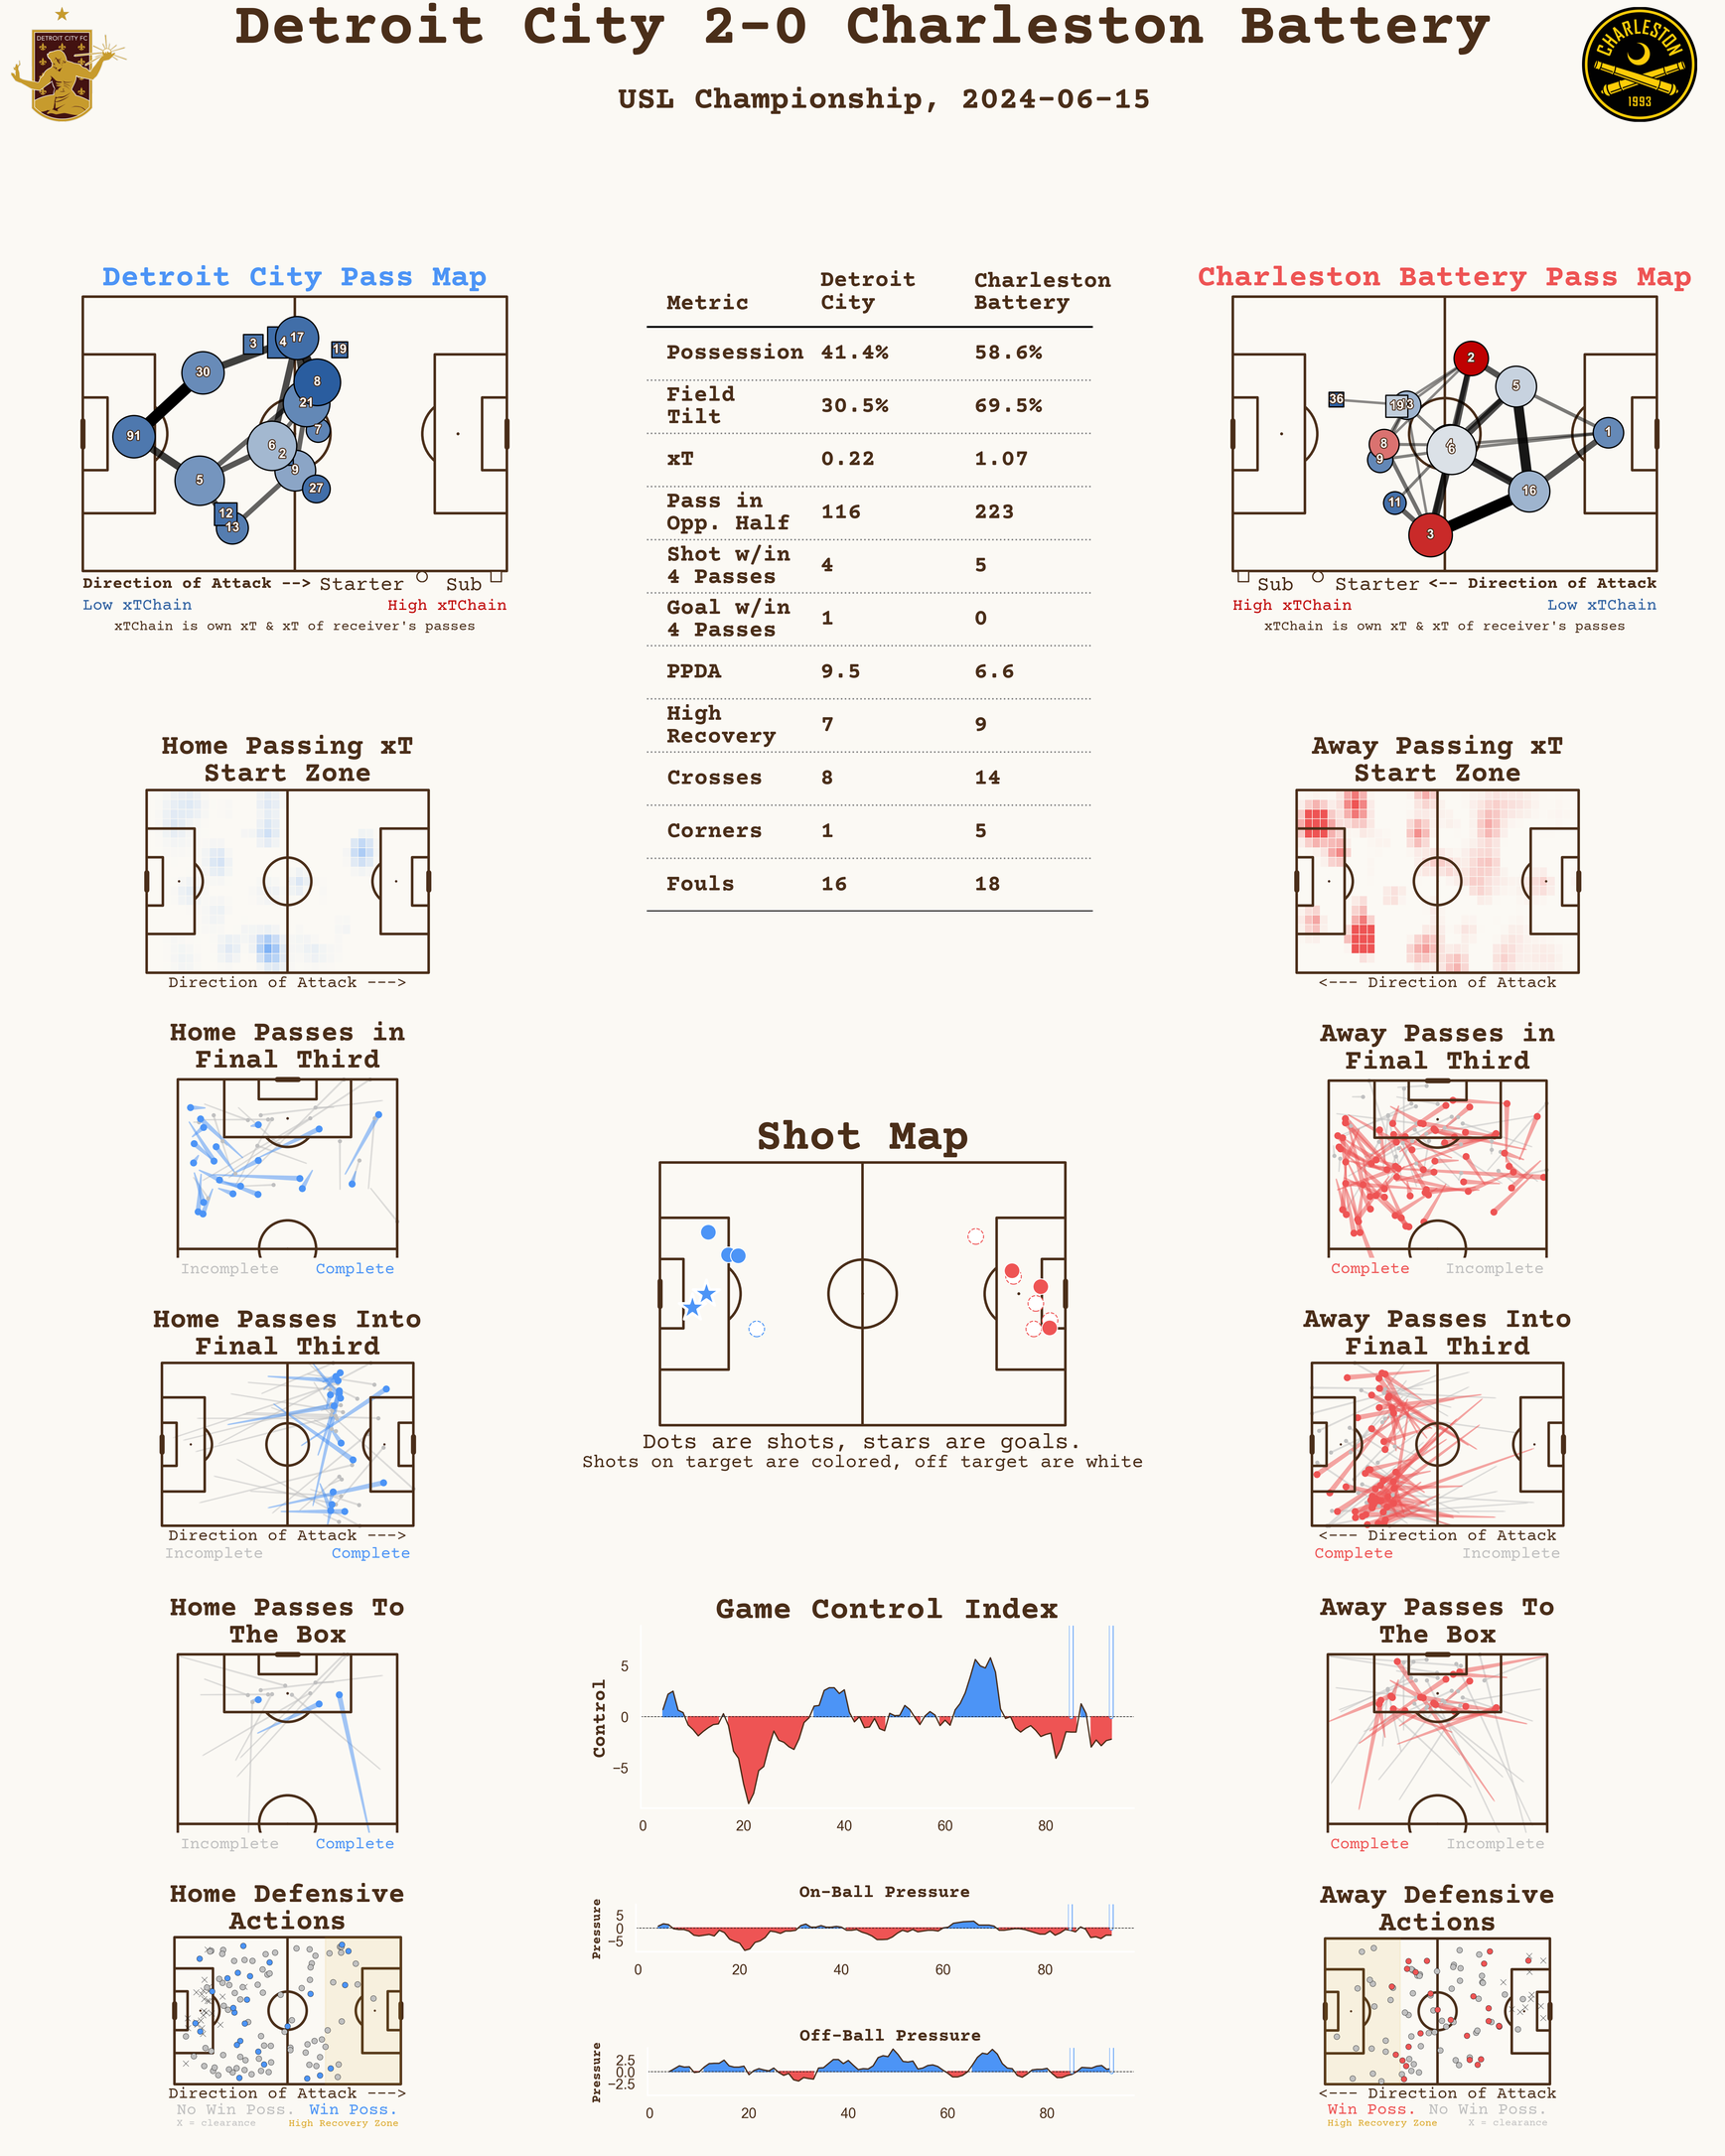 Detroit City 2-0 Charleston Battery
USL Championship, 2024-06-15
DETROIT CITY FC
CHARLESTON
1993
Detroit City Pass Map
91
30
5
3
4
17
19
8
21
7
6
2
9
27
12
13
Direction of Attack --> Starter Sub
Low xTChain High xTChain
xTChain is own xT & xT of receiver's passes
Metric Detroit City Charleston Battery
Possession 41.4% 58.6%
Field Tilt 30.5% 69.5%
xT 0.22 1.07
Pass in Opp. Half 116 223
Shot w/in 4 Passes 4 5
Goal w/in 4 Passes 1 0
PPDA 9.5 6.6
High Recovery 7 9
Crosses 8 14
Corners 1 5
Fouls 16 18
Charleston Battery Pass Map
2
5
36
19
8
9
6
1
11
16
3
Sub Starter <-- Direction of Attack
High xTChain Low xTChain
xTChain is own xT & xT of receiver's passes
Home Passing xT
Start Zone
Direction of Attack --->
Away Passing xT
Start Zone
<--- Direction of Attack
Home Passes in
Final Third
Incomplete Complete
Away Passes in
Final Third
Complete Incomplete
Shot Map
Dots are shots, stars are goals.
Shots on target are colored, off target are white
Home Passes Into
Final Third
Direction of Attack --->
Incomplete Complete
Away Passes Into
Final Third
<--- Direction of Attack
Complete Incomplete
Home Passes To
The Box
Incomplete Complete
Game Control Index
Control
5
0
−5
0 20 40 60 80
Away Passes To
The Box
Complete Incomplete
Home Defensive
Actions
Direction of Attack --->
No Win Poss. Win Poss.
X = clearance High Recovery Zone
On-Ball Pressure
Pressure
5
0
−5
0 20 40 60 80
Off-Ball Pressure
Pressure
2.5
0.0
−2.5
0 20 40 60 80
Away Defensive
Actions
<--- Direction of Attack
Win Poss. No Win Poss.
High Recovery Zone X = clearance